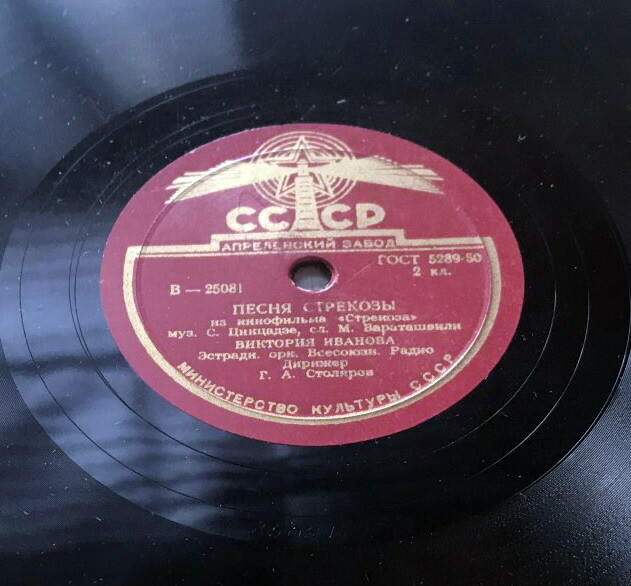 СССР
АПРЕЛЕВСКИЙ ЗАВОД
ГОСТ 5289-50
2 кл.
В — 25081
ПЕСНЯ СТРЕКОЗЫ
из кинофильма «Стрекоза»
муз. С. Цинцадзе, сл. М. Бараташвили
ВИКТОРИЯ ИВАНОВА
Эстрадн. орк. Всесоюзн. Радио
Дирижер
Г. А. Столяров
МИНИСТЕРСТВО КУЛЬТУРЫ СССР